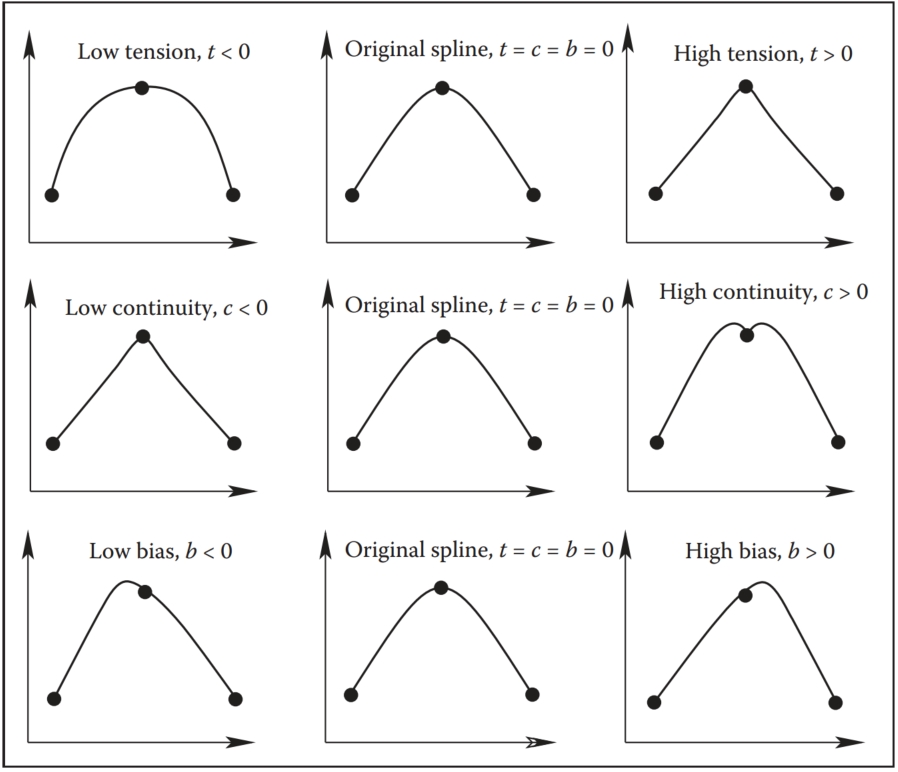 Low tension, t < 0
Original spline, t = c = b = 0
High tension, t > 0
Low continuity, c < 0
Original spline, t = c = b = 0
High continuity, c > 0
Low bias, b < 0
Original spline, t = c = b = 0
High bias, b > 0